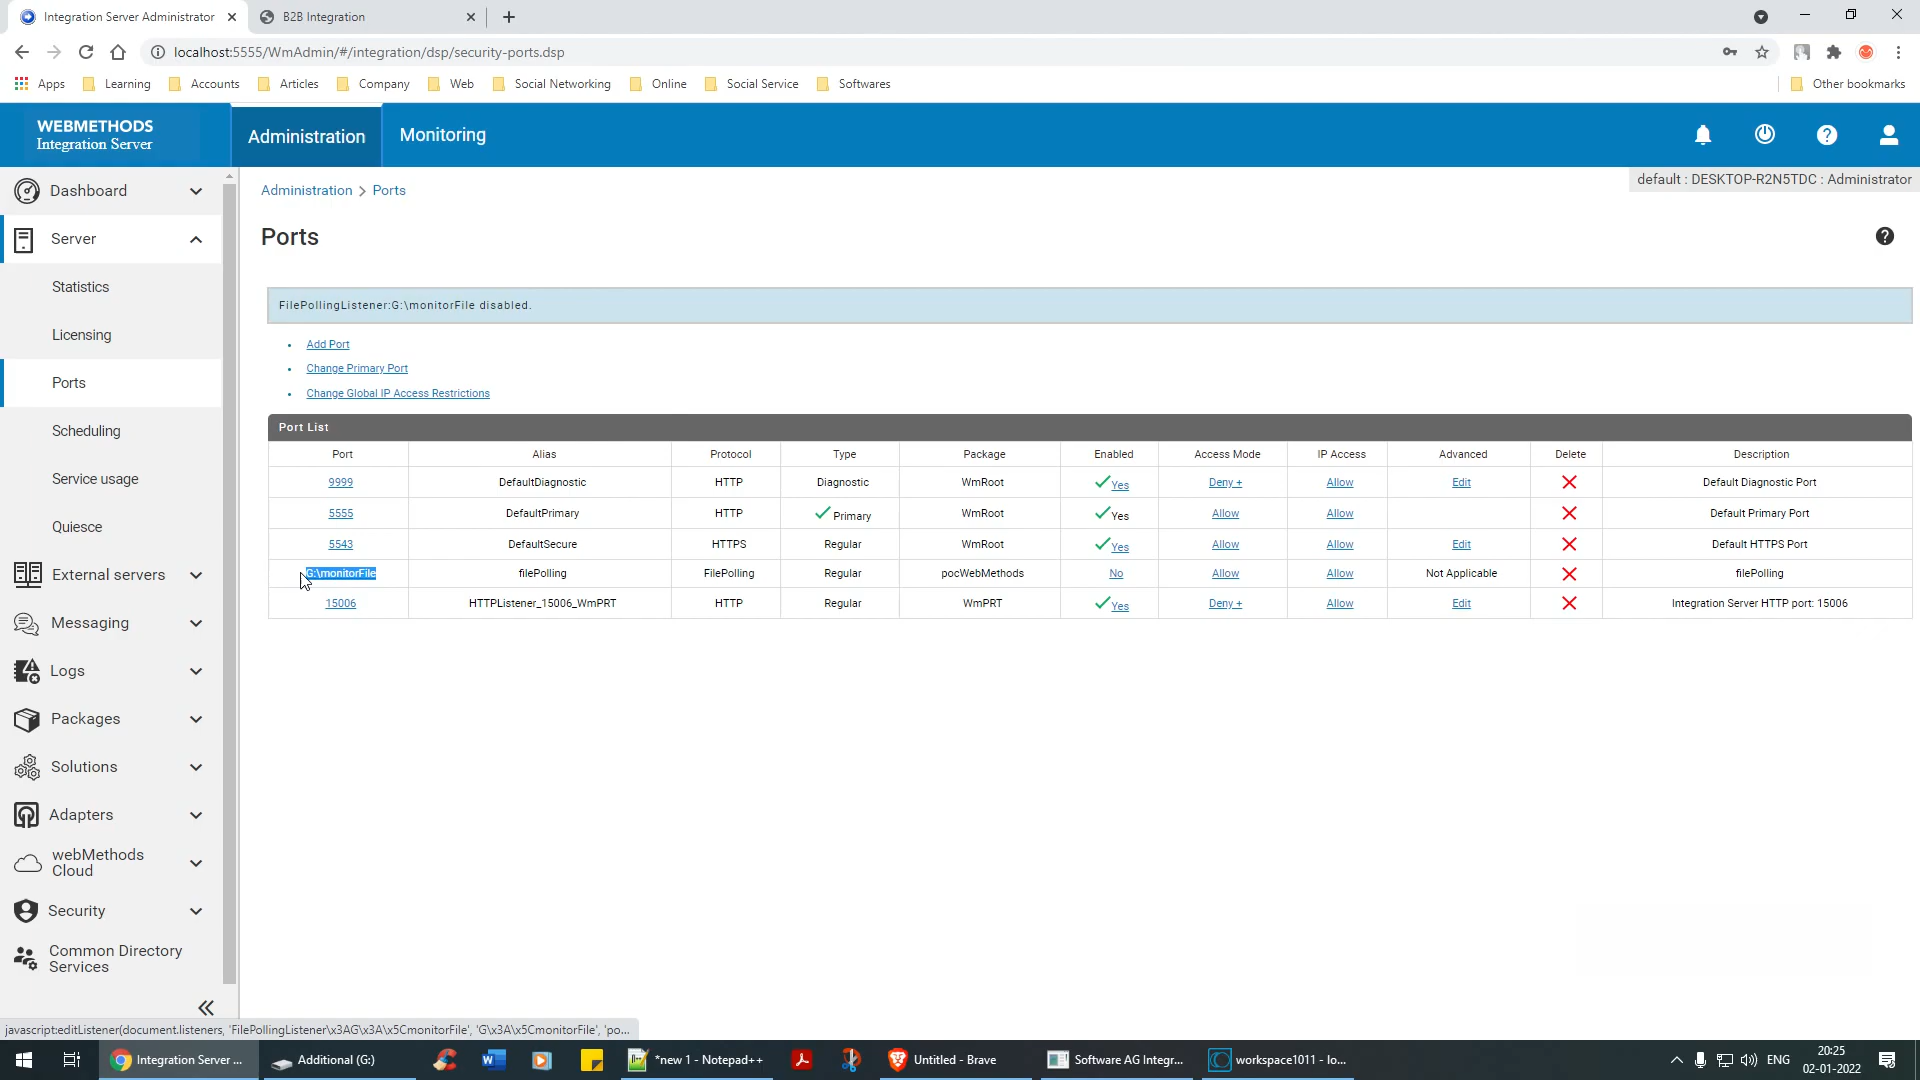 Integration Server Administrator
B2B Integration
localhost:5555/WmAdmin/#/integration/dsp/security-ports.dsp
Apps Learning Accounts Articles Company Web Social Networking Online Social Service Softwares Other bookmarks
WEBMETHODS
Integration Server
Administration
Monitoring
default : DESKTOP-R2N5TDC : Administrator
Dashboard
Server
Statistics
Licensing
Ports
Scheduling
Service usage
Quiesce
External servers
Messaging
Logs
Packages
Solutions
Adapters
webMethods
Cloud
Security
Common Directory
Services
Administration > Ports
Ports
FilePollingListener:G:\monitorFile disabled.
• Add Port
• Change Primary Port
• Change Global IP Access Restrictions
Port List
Port Alias Protocol Type Package Enabled Access Mode IP Access Advanced Delete Description
9999 DefaultDiagnostic HTTP Diagnostic WmRoot Yes Deny + Allow Edit Default Diagnostic Port
5555 DefaultPrimary HTTP Primary WmRoot Yes Allow Allow Default Primary Port
5543 DefaultSecure HTTPS Regular WmRoot Yes Allow Allow Edit Default HTTPS Port
G:\monitorFile filePolling FilePolling Regular pocWebMethods No Allow Allow Not Applicable filePolling
15006 HTTPListener_15006_WmPRT HTTP Regular WmPRT Yes Deny + Allow Edit Integration Server HTTP port: 15006
javascript:editListener(document.listeners, 'FilePollingListener\x3AG\x3A\x5CmonitorFile', 'G\x3A\x5CmonitorFile', 'po...
Integration Server ...
Additional (G:)
*new 1 - Notepad++
Untitled - Brave
Software AG Integr...
workspace1011 - Io...
ENG
20:25
02-01-2022